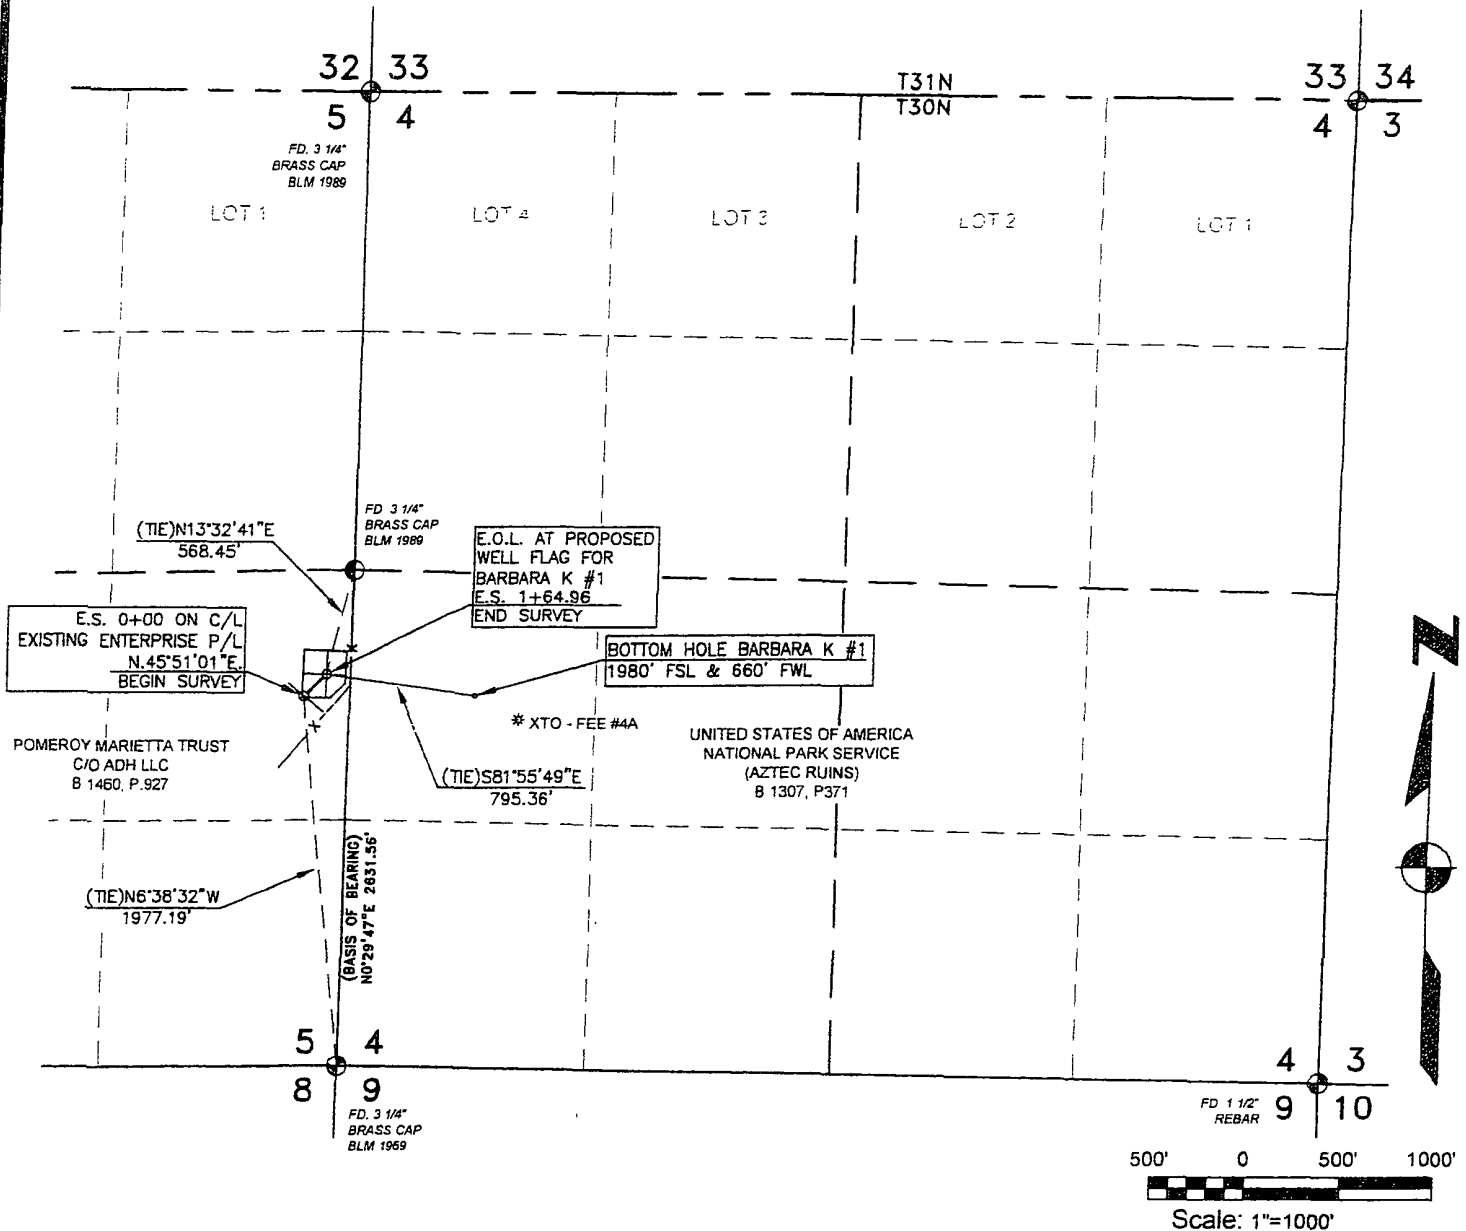 32 33
T31N
33 34
5 4
T30N
4 3
FD. 3 1/4"
BRASS CAP
BLM 1989
LOT 1
LOT 4
LOT 3
LOT 2
LOT 1
(TIE)N13°32'41"E
568.45'
FD 3 1/4"
BRASS CAP
BLM 1989
E.O.L. AT PROPOSED
WELL FLAG FOR
BARBARA K #1
E.S. 1+64.96
END SURVEY
E.S. 0+00 ON C/L
EXISTING ENTERPRISE P/L
N.45°51'01"E.
BEGIN SURVEY
BOTTOM HOLE BARBARA K #1
1980' FSL & 660' FWL
XTO - FEE #4A
POMEROY MARIETTA TRUST
C/O ADH LLC
B 1460, P.927
UNITED STATES OF AMERICA
NATIONAL PARK SERVICE
(AZTEC RUINS)
B 1307, P371
(TIE)S81°55'49"E
795.36'
(TIE)N6°38'32"W
1977.19'
(BASIS OF BEARING)
N0°29'47"E 2631.56'
N
5 4
8 9
FD. 3 1/4"
BRASS CAP
BLM 1969
4 3
9 10
FD 1 1/2"
REBAR
500' 0 500' 1000'
Scale: 1"=1000'